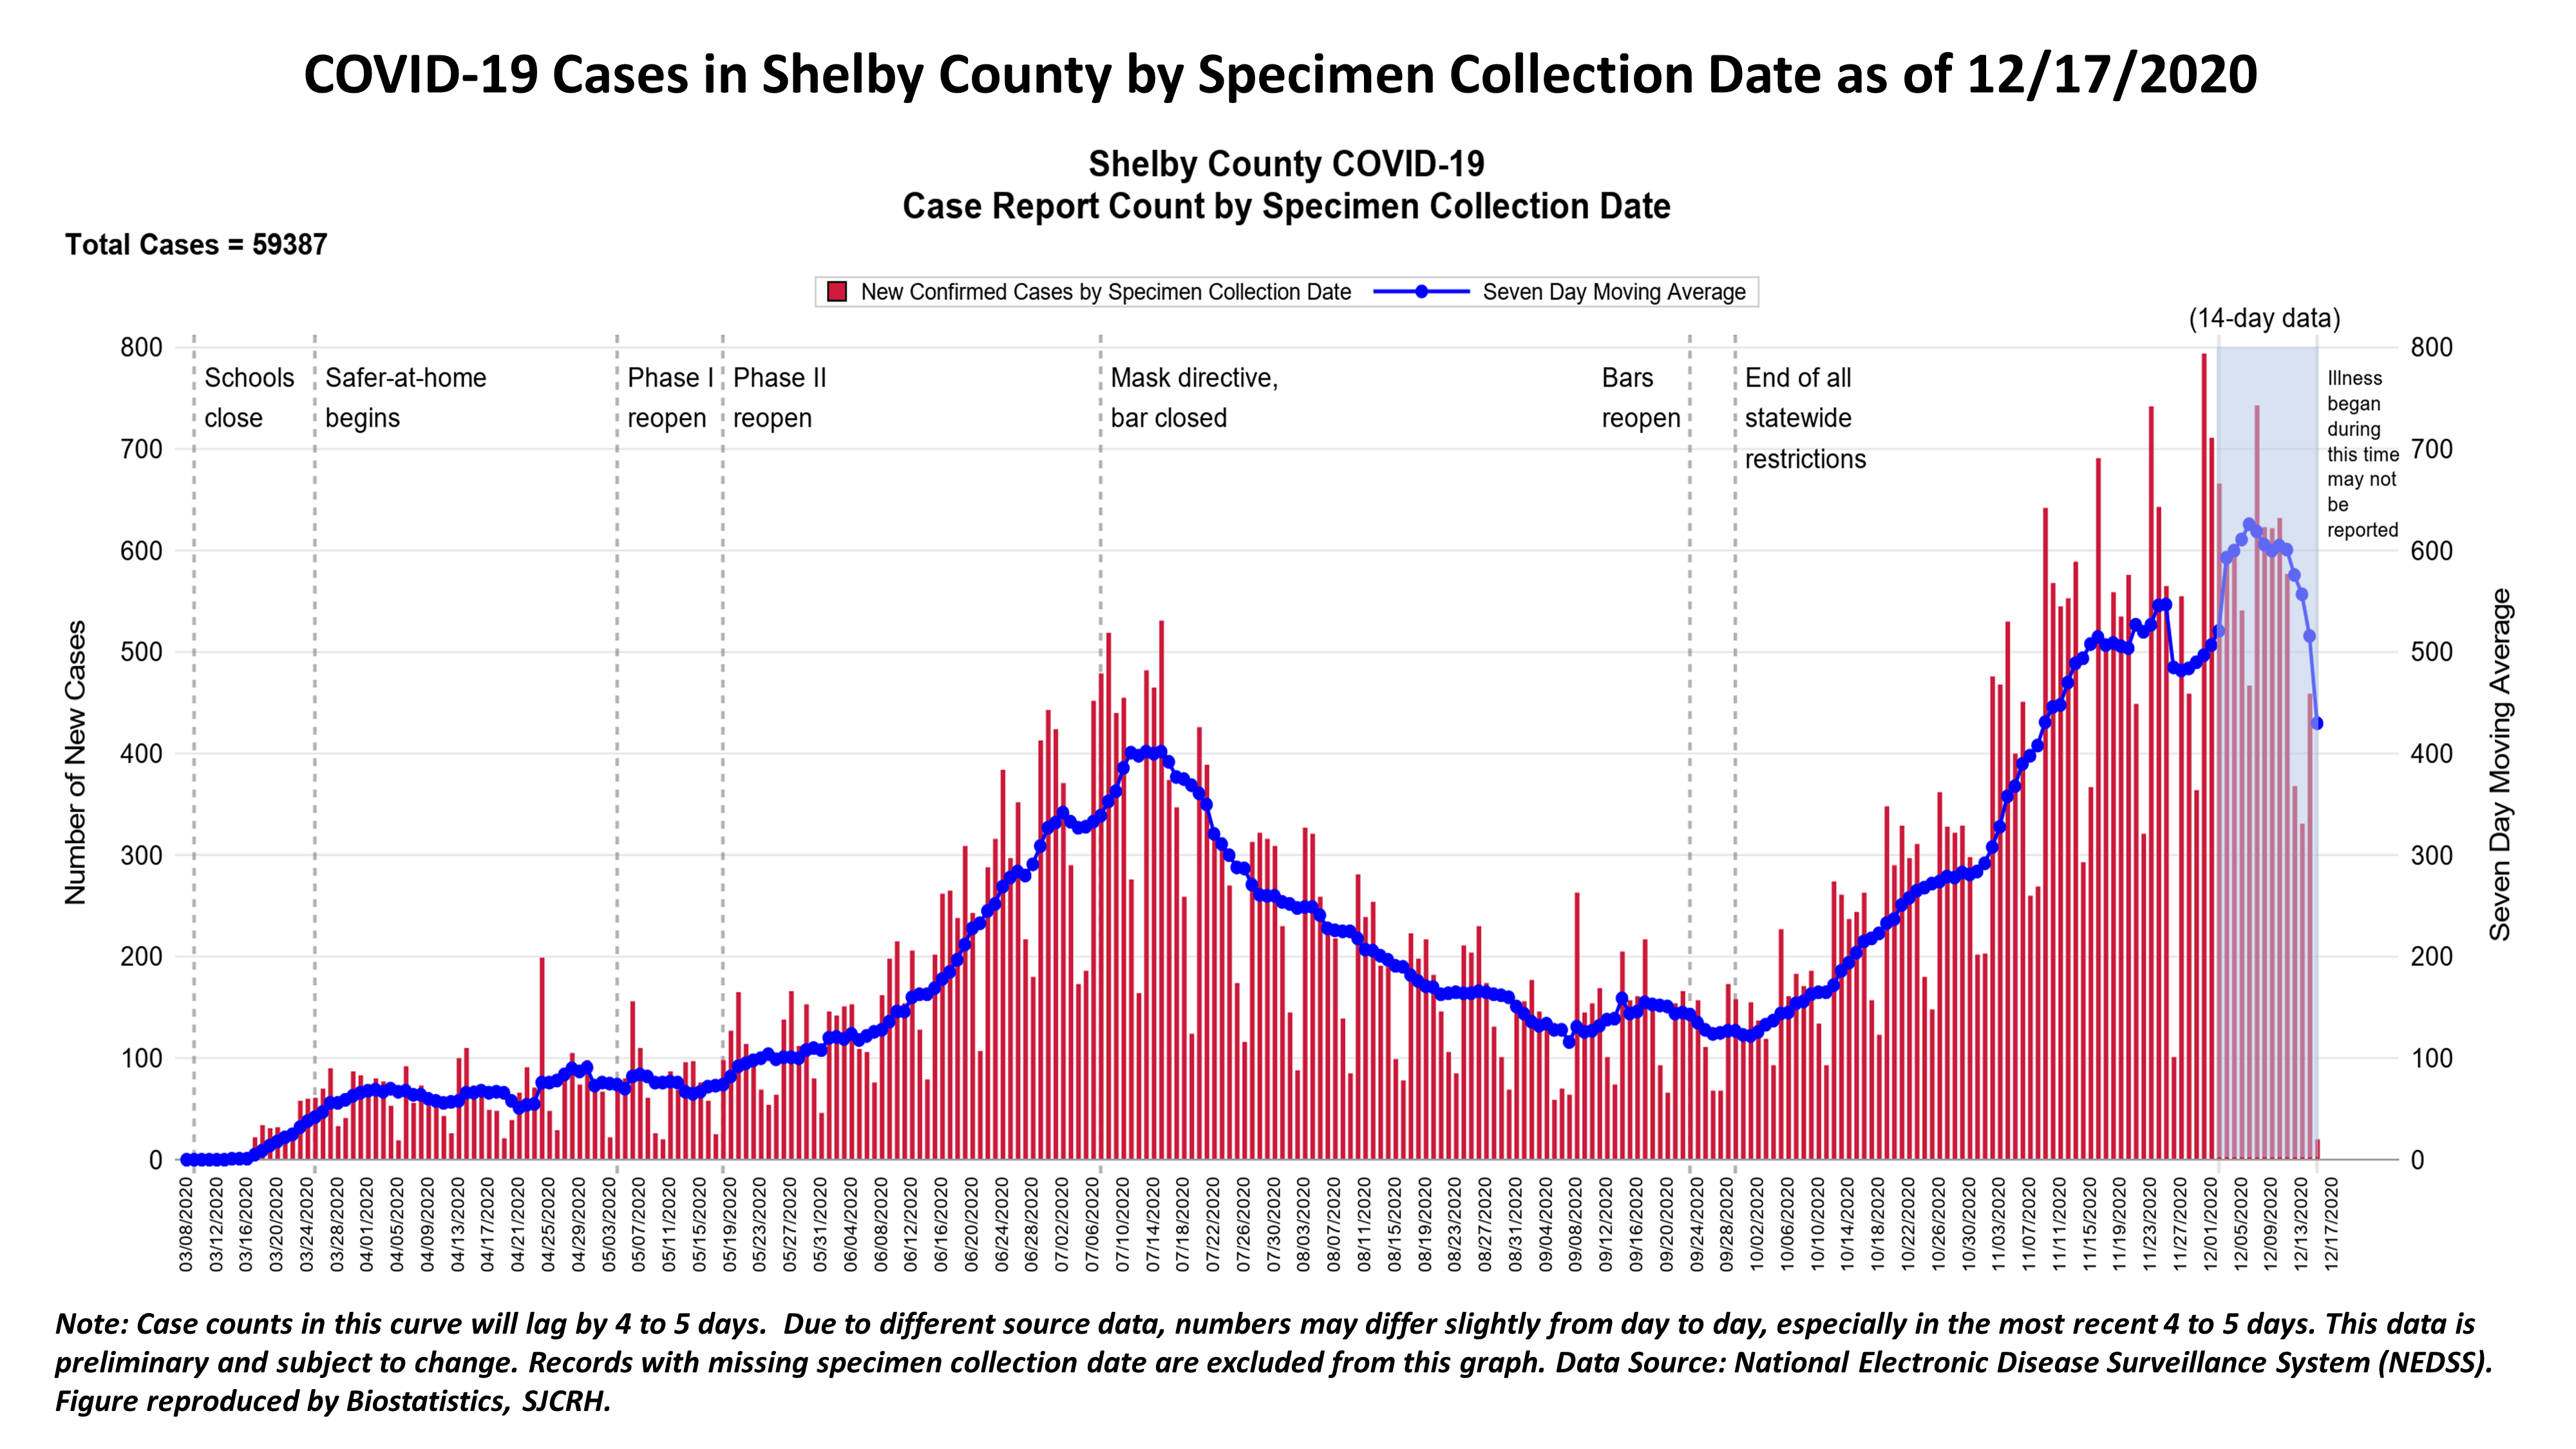 COVID-19 Cases in Shelby County by Specimen Collection Date as of 12/17/2020
Shelby County COVID-19
Case Report Count by Specimen Collection Date
Total Cases = 59387
New Confirmed Cases by Specimen Collection Date
Seven Day Moving Average
(14-day data)
Schools
close
Safer-at-home
begins
Phase I
reopen
Phase II
reopen
Mask directive,
bar closed
Bars
reopen
End of all
statewide
restrictions
Illness
began
during
this time
may not
be
reported
Number of New Cases
800
700
600
500
400
300
200
100
0
800
700
600
500
400
300
200
100
0
Seven Day Moving Average
03/08/2020
03/12/2020
03/16/2020
03/20/2020
03/24/2020
03/28/2020
04/01/2020
04/05/2020
04/09/2020
04/13/2020
04/17/2020
04/21/2020
04/25/2020
04/29/2020
05/03/2020
05/07/2020
05/11/2020
05/15/2020
05/19/2020
05/23/2020
05/27/2020
05/31/2020
06/04/2020
06/08/2020
06/12/2020
06/16/2020
06/20/2020
06/24/2020
06/28/2020
07/02/2020
07/06/2020
07/10/2020
07/14/2020
07/18/2020
07/22/2020
07/26/2020
07/30/2020
08/03/2020
08/07/2020
08/11/2020
08/15/2020
08/19/2020
08/23/2020
08/27/2020
08/31/2020
09/04/2020
09/08/2020
09/12/2020
09/16/2020
09/20/2020
09/24/2020
09/28/2020
10/02/2020
10/06/2020
10/10/2020
10/14/2020
10/18/2020
10/22/2020
10/26/2020
10/30/2020
11/03/2020
11/07/2020
11/11/2020
11/15/2020
11/19/2020
11/23/2020
11/27/2020
12/01/2020
12/05/2020
12/09/2020
12/13/2020
12/17/2020
Note: Case counts in this curve will lag by 4 to 5 days.  Due to different source data, numbers may differ slightly from day to day, especially in the most recent 4 to 5 days. This data is
preliminary and subject to change. Records with missing specimen collection date are excluded from this graph. Data Source: National Electronic Disease Surveillance System (NEDSS).
Figure reproduced by Biostatistics, SJCRH.